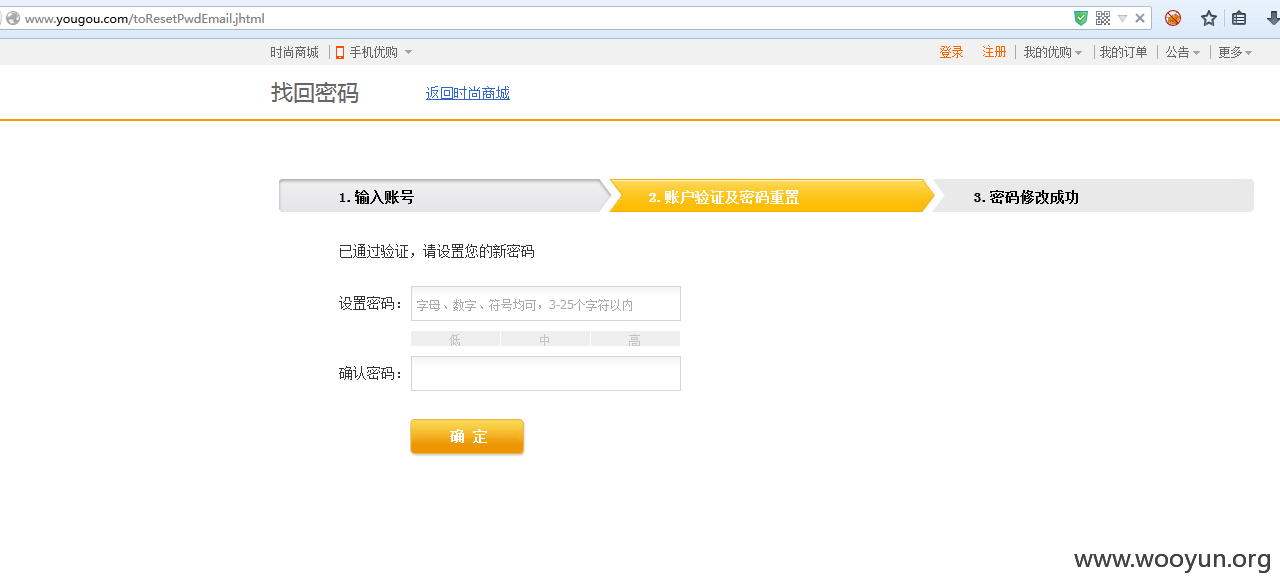 www.yougou.com/toResetPwdEmail.jhtml
时尚商城 手机优购 登录 注册 我的优购 我的订单 公告 更多
找回密码 返回时尚商城
1. 输入账号 2. 账户验证及密码重置 3. 密码修改成功
已通过验证，请设置您的新密码
设置密码： 字母、数字、符号均可，3-25个字符以内
低 中 高
确认密码：
确 定
www.wooyun.org